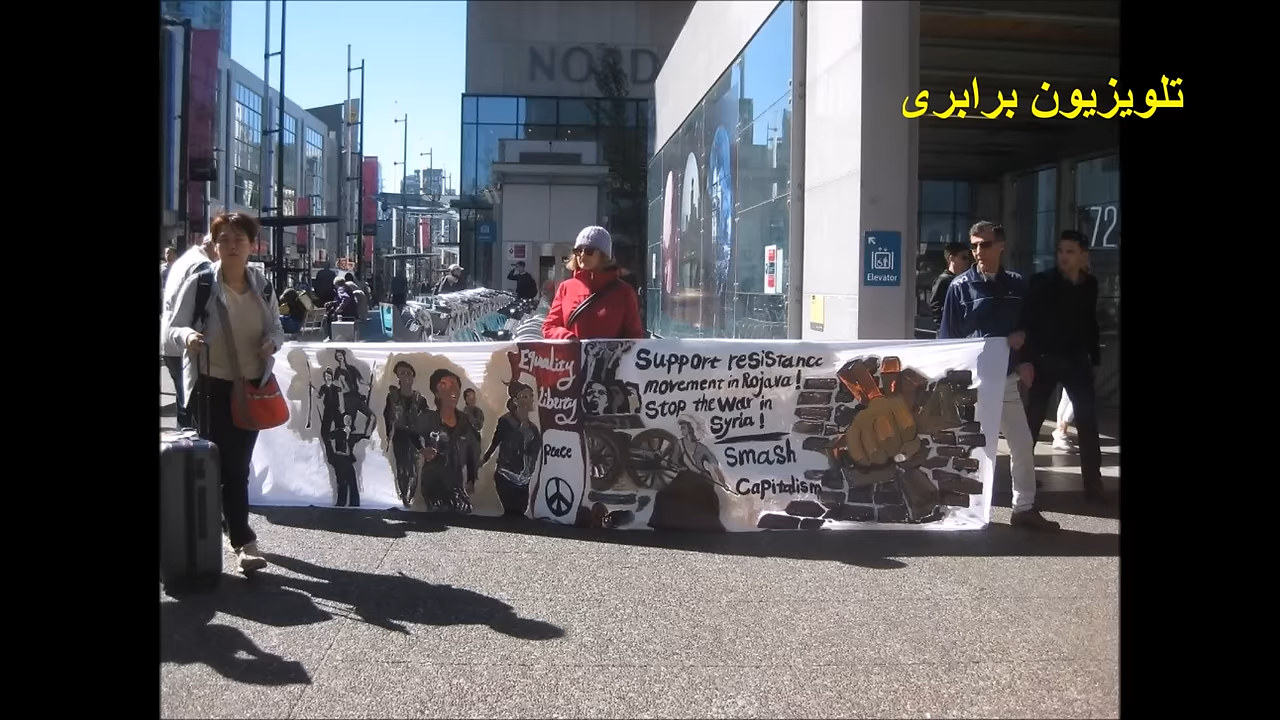 تلویزیون برابری
NORD
72
Elevator
Equality
liberty
peace
Support resistance
movement in Rojava!
Stop the War in
Syria!
Smash
Capitalism